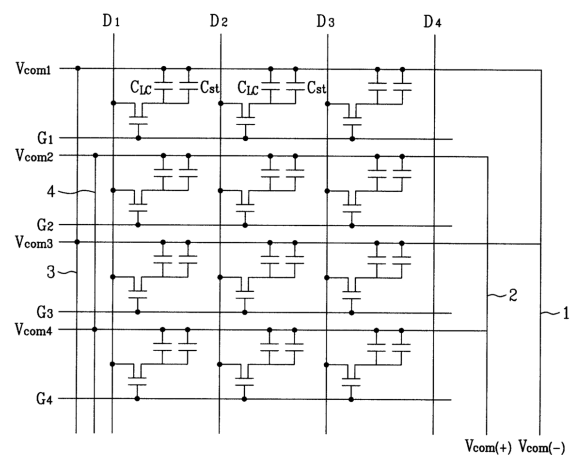 D1 D2 D3 D4
Vcom1
CLC Cst CLC Cst
G1
Vcom2
4
G2
Vcom3
3 2 1
G3
Vcom4
G4
Vcom(+) Vcom(−)